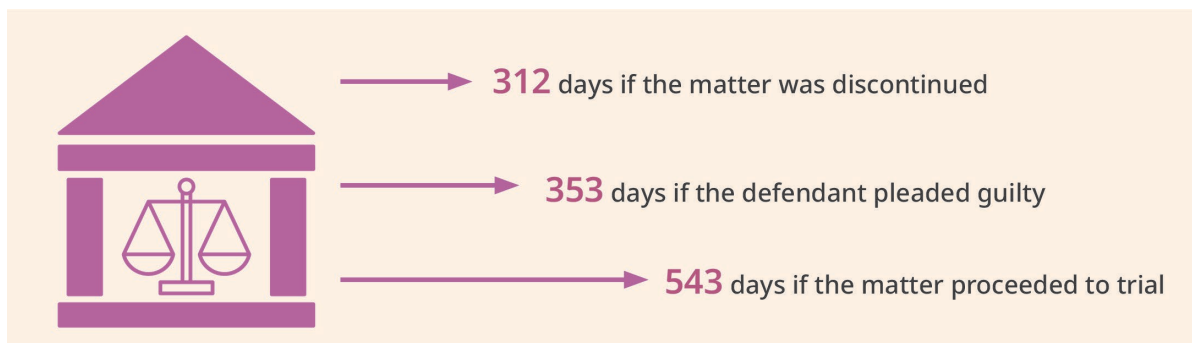 312 days if the matter was discontinued
353 days if the defendant pleaded guilty
543 days if the matter proceeded to trial